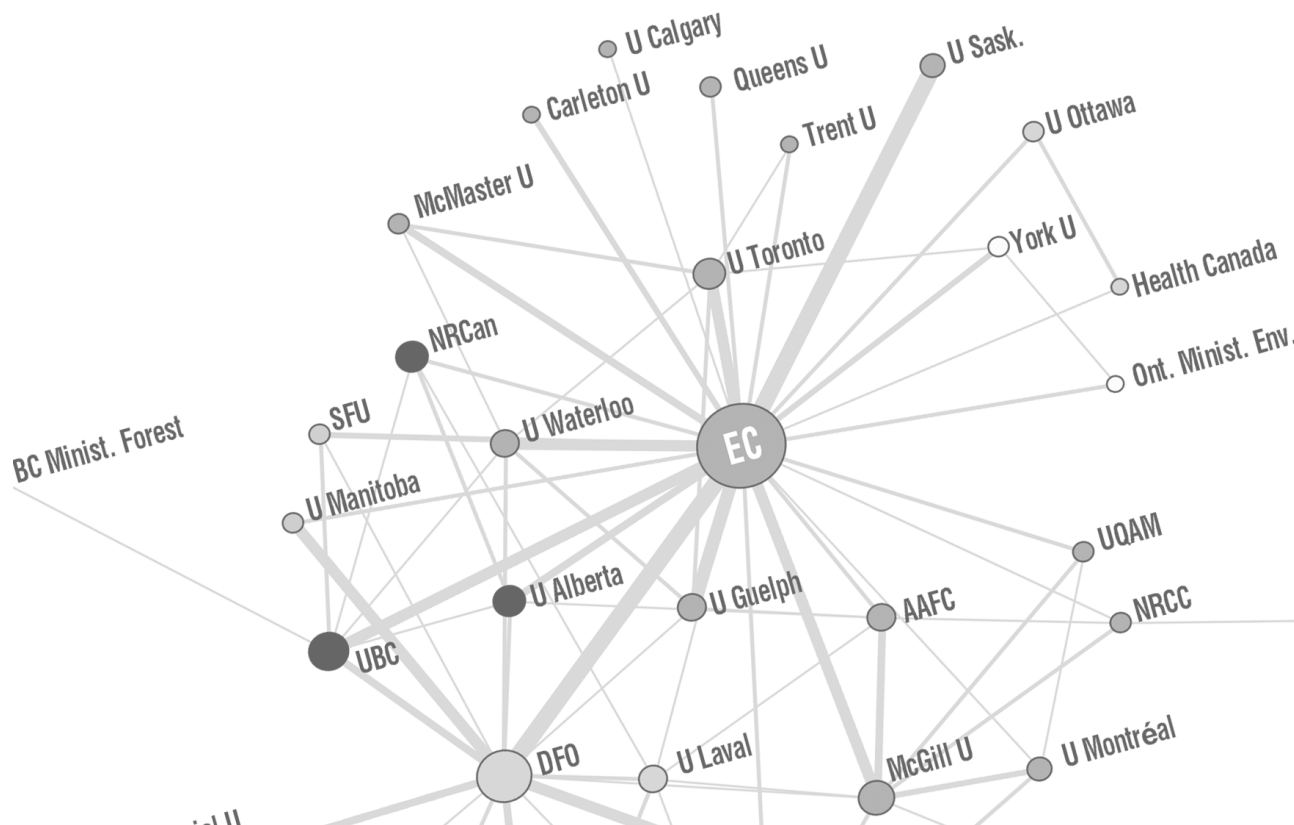 U Calgary
U Sask.
Queens U
Carleton U
U Ottawa
Trent U
McMaster U
York U
U Toronto
Health Canada
NRCan
Ont. Minist. Env.
SFU
U Waterloo
EC
BC Minist. Forest
U Manitoba
UQAM
U Alberta
U Guelph
AAFC
NRCC
UBC
U Montréal
DFO
U Laval
McGill U